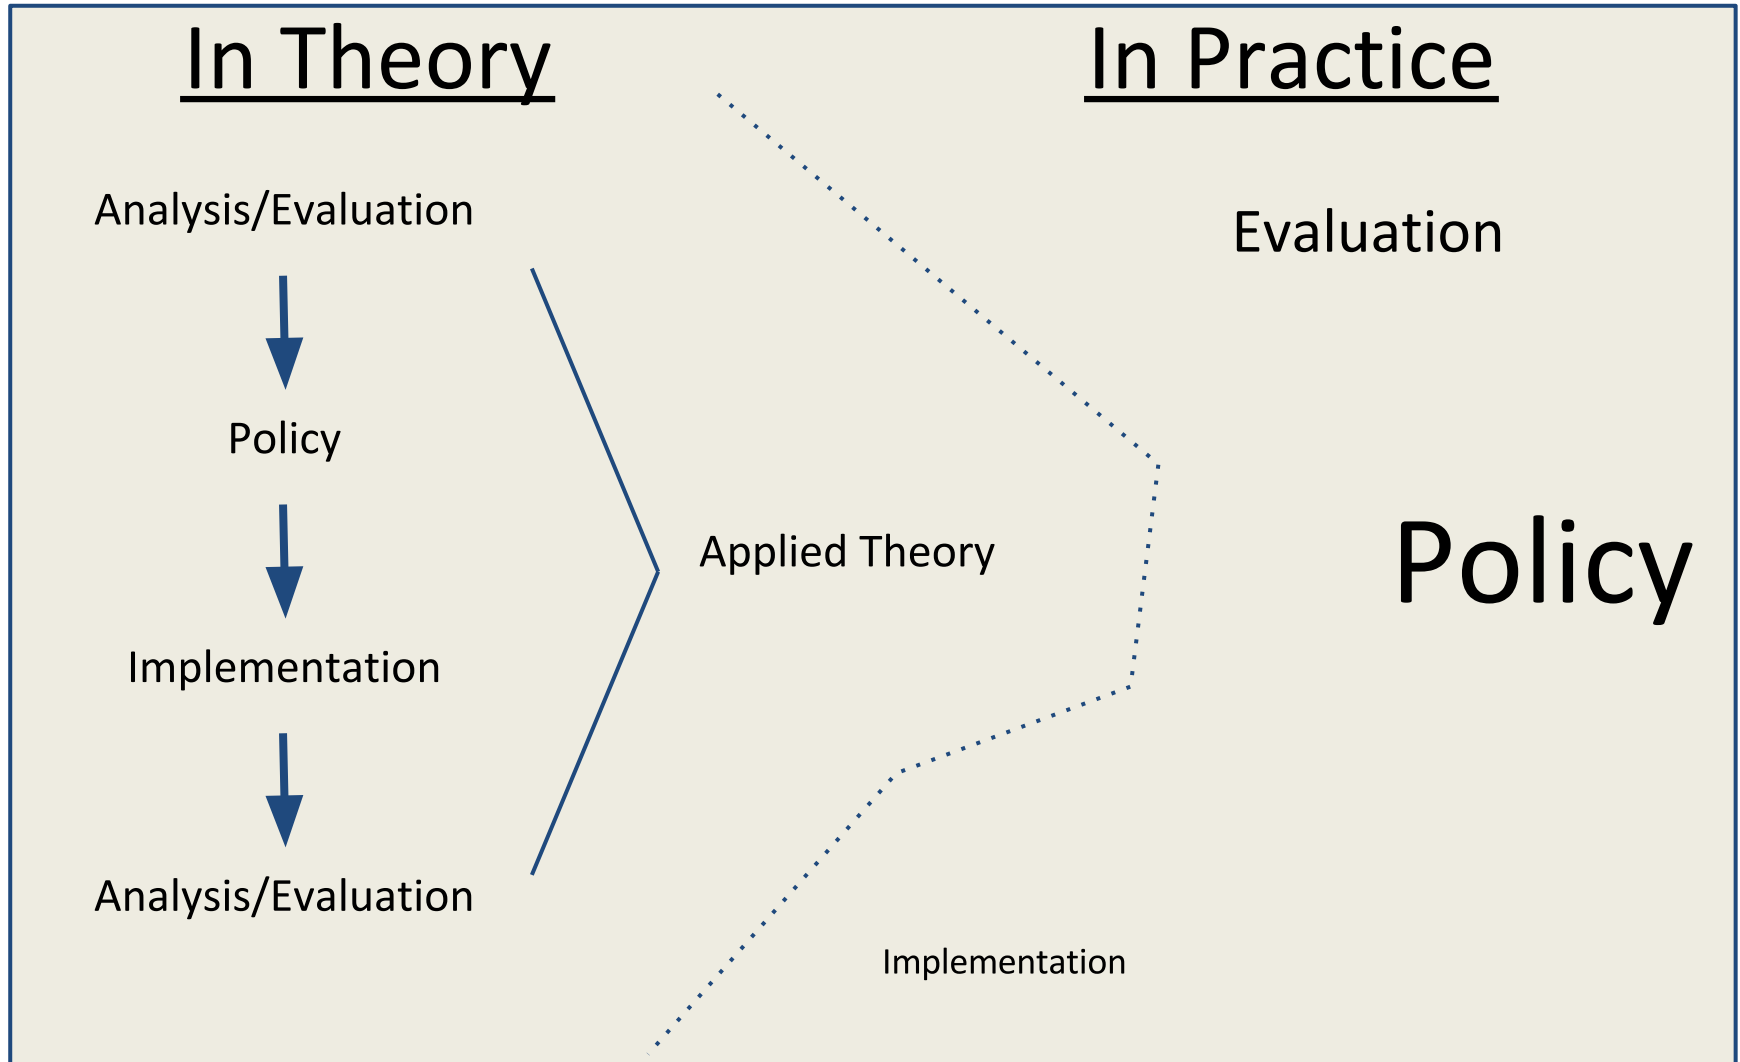 In Theory
Analysis/Evaluation
Policy
Implementation
Analysis/Evaluation
Applied Theory
In Practice
Evaluation
Policy
Implementation